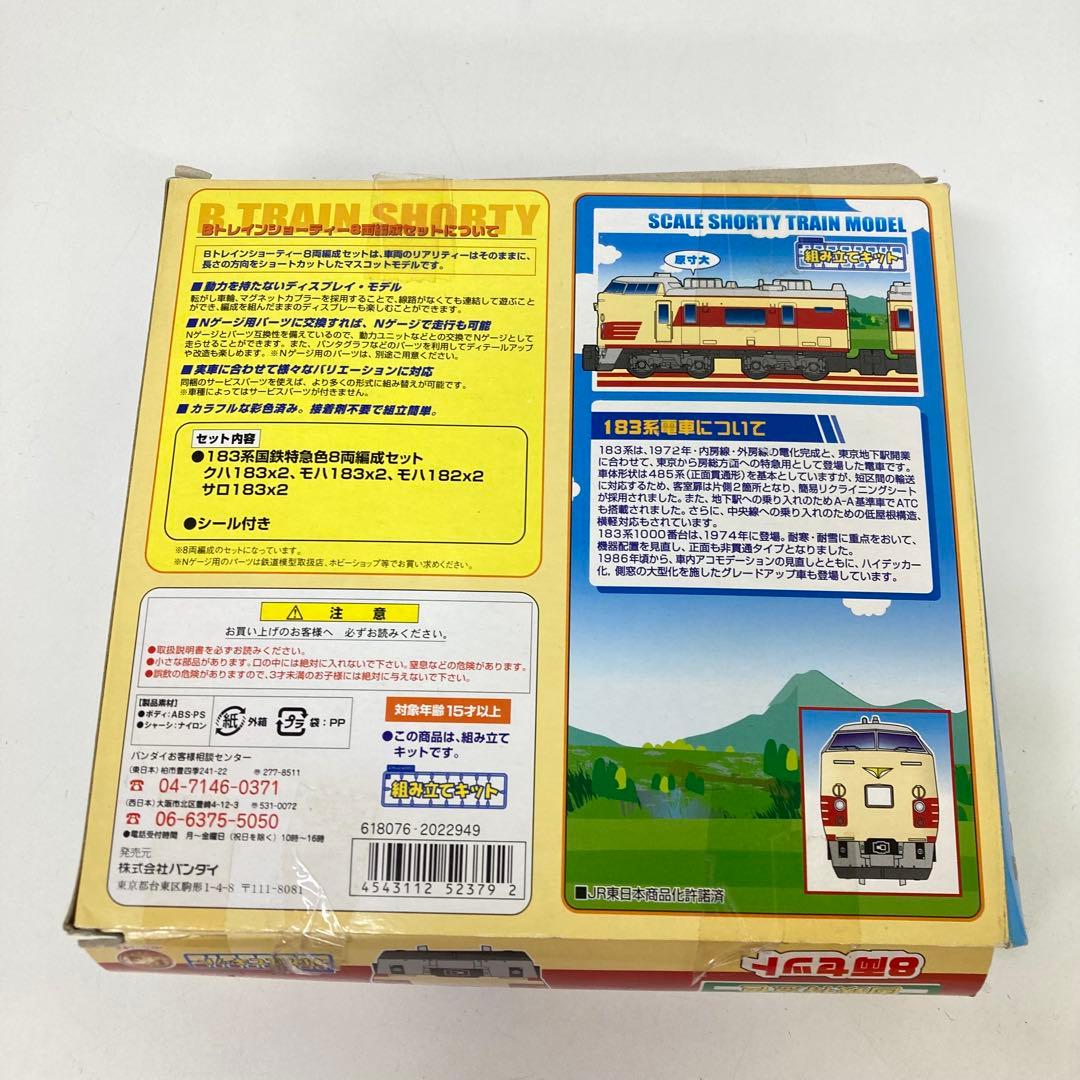 B TRAIN SHORTY
Bトレインショーティー8両編成セットについて
Bトレインショーティー8両編成セットは、車両のリアリティーはそのままに、
長さの方向をショートカットしたマスコットモデルです。
■動力を持たないディスプレイ・モデル
転がし車輪、マグネットカプラーを採用することで、線路がなくても連結して遊ぶこと
ができ、編成を組んだままのディスプレーも楽しむことができます。
■Nゲージ用パーツに交換すれば、Nゲージで走行も可能
Nゲージとパーツ互換性を備えているので、動力ユニットなどとの交換でNゲージとして
走らせることができます。また、パンタグラフなどのパーツを利用してディテールアップ
や改造も楽しめます。※Nゲージ用のパーツは、別途ご用意ください。
■実車に合わせて様々なバリエーションに対応
同梱のサービスパーツを使えば、より多くの形式に組み替えが可能です。
※車種によってはサービスパーツが付きません。
■カラフルな彩色済み。接着剤不要で組立簡単。
セット内容
●183系国鉄特急色8両編成セット
クハ183x2、モハ183x2、モハ182x2
サロ183x2
●シール付き
※8両編成のセットになっています。
※Nゲージ用のパーツは鉄道模型取扱店、ホビーショップ等でお買い求めください。
⚠ 注意
お買い上げのお客様へ 必ずお読みください。
●取扱説明書を必ずお読みください。
●小さな部品があります。口の中には絶対に入れないで下さい。窒息などの危険があります。
●誤飲の危険がありますので、3才未満のお子様には絶対に与えないで下さい。
【製品素材】
●ボディ:ABS・PS
●シャーシ:ナイロン
紙 外箱
プラ 袋:PP
対象年齢15才以上
●この商品は、組み立て
キットです。
組み立てキット
バンダイお客様相談センター
(東日本)柏市豊四季241-22 〒277-8511
☎ 04-7146-0371
(西日本)大阪市北区豊崎4-12-3 〒531-0072
☎ 06-6375-5050
●電話受付時間 月〜金曜日(祝日を除く)10時〜16時
発売元
株式会社バンダイ
東京都台東区駒形1-4-8 〒111-8081
618076-2022949
4543112 52379 2
SCALE SHORTY TRAIN MODEL
組み立てキット
原寸大
183系電車について
183系は、1972年・内房線・外房線の電化完成と、東京地下駅開業
に合わせて、東京から房総方面への特急用として登場した電車です。
車体形状は485系(正面貫通形)を基本としていますが、短区間の輸送
に対応するため、客室扉は片側2箇所となり、簡易リクライニングシート
が採用されました。また、地下駅への乗り入れのためA-A基準車でATC
も搭載されました。さらに、中央線への乗り入れのための低屋根構造、
横軽対応もされています。
183系1000番台は、1974年に登場。耐寒・耐雪に重点をおいて、
機器配置を見直し、正面も非貫通タイプとなりました。
1986年頃から、車内アコモデーションの見直しとともに、ハイデッカー
化、側窓の大型化を施したグレードアップ車も登場しています。
■JR東日本商品化許諾済
8両セット